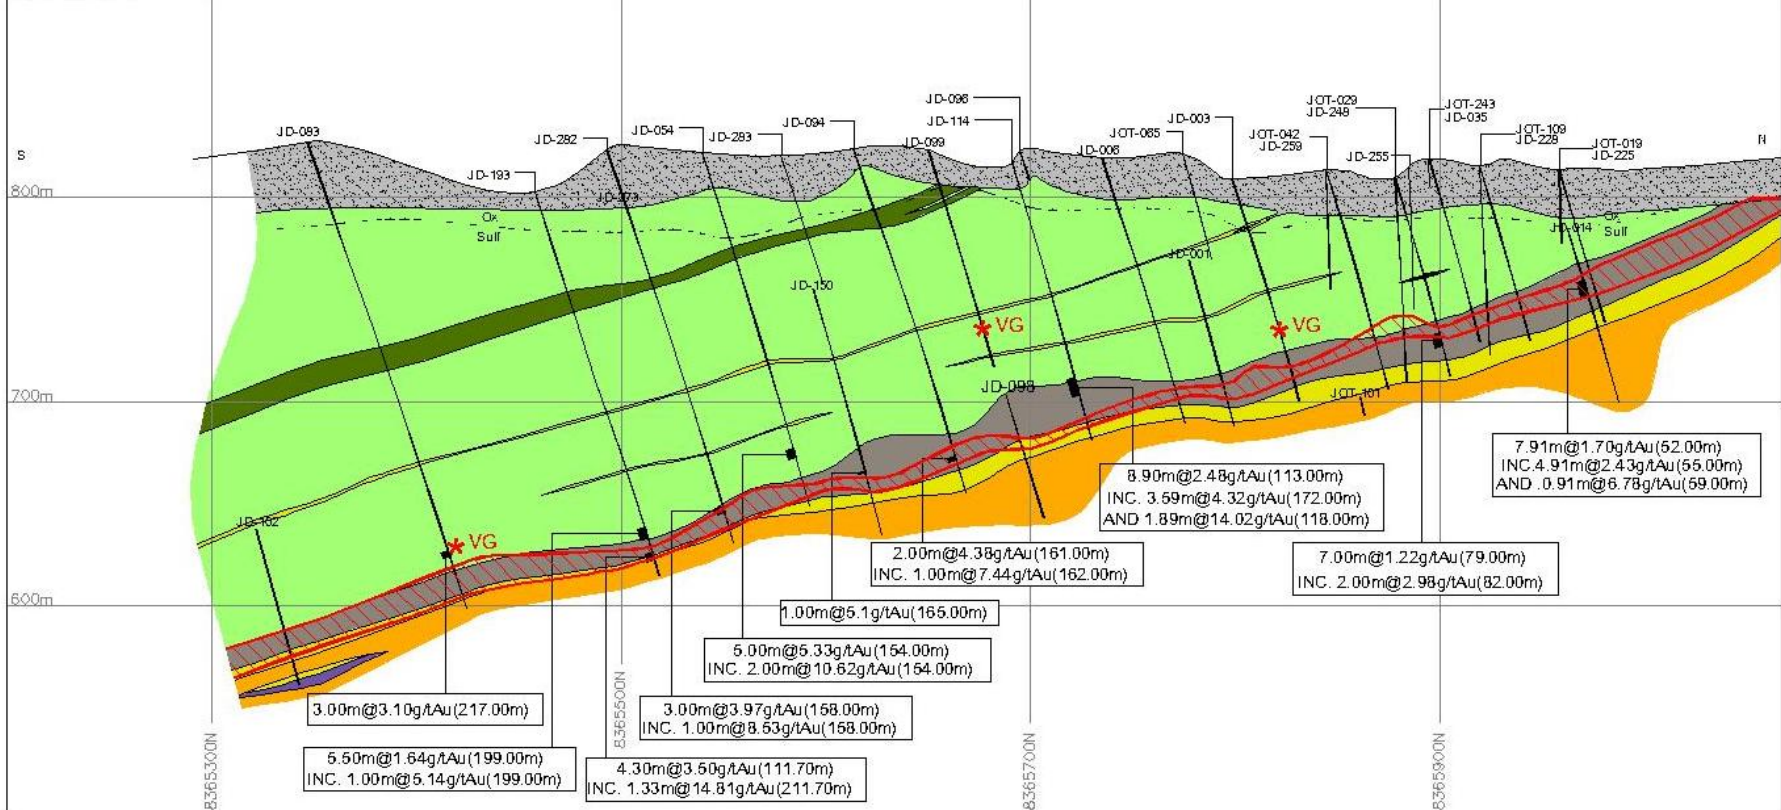 JD-096
JOT-029
JD-248
JOT-243
JD-035
JD-114
JD-003
JD-094
JD-093
JD-054
JD-292
JD-293
JD-099
JOT-065
JOT-042
JD-259
JOT-109
JD-228
JOT-019
JD-225
S
N
JD-006
JD-255
JD-193
800m
Ox
Sulf
Ox
Sulf
JD-014
JD-001
JD-150
VG
VG
JD-098
JOT-101
700m
7.91m@1.70g/tAu(52.00m)
INC.4.91m@2.43g/tAu(55.00m)
AND .0.91m@6.78g/tAu(59.00m)
8.90m@2.48g/tAu(113.00m)
INC. 3.59m@4.32g/tAu(172.00m)
AND 1.89m@14.02g/tAu(118.00m)
JD-102
VG
2.00m@4.38g/tAu(161.00m)
INC. 1.00m@7.44g/tAu(162.00m)
7.00m@1.22g/tAu(79.00m)
INC. 2.00m@2.98g/tAu(82.00m)
600m
1.00m@5.1g/tAu(165.00m)
5.00m@5.33g/tAu(154.00m)
INC. 2.00m@10.62g/tAu(154.00m)
3.00m@3.10g/tAu(217.00m)
3.00m@3.97g/tAu(158.00m)
INC. 1.00m@8.53g/tAu(158.00m)
5.50m@1.64g/tAu(199.00m)
INC. 1.00m@5.14g/tAu(199.00m)
4.30m@3.50g/tAu(111.70m)
INC. 1.33m@14.81g/tAu(211.70m)
8365300N
8365500N
8365700N
8365900N